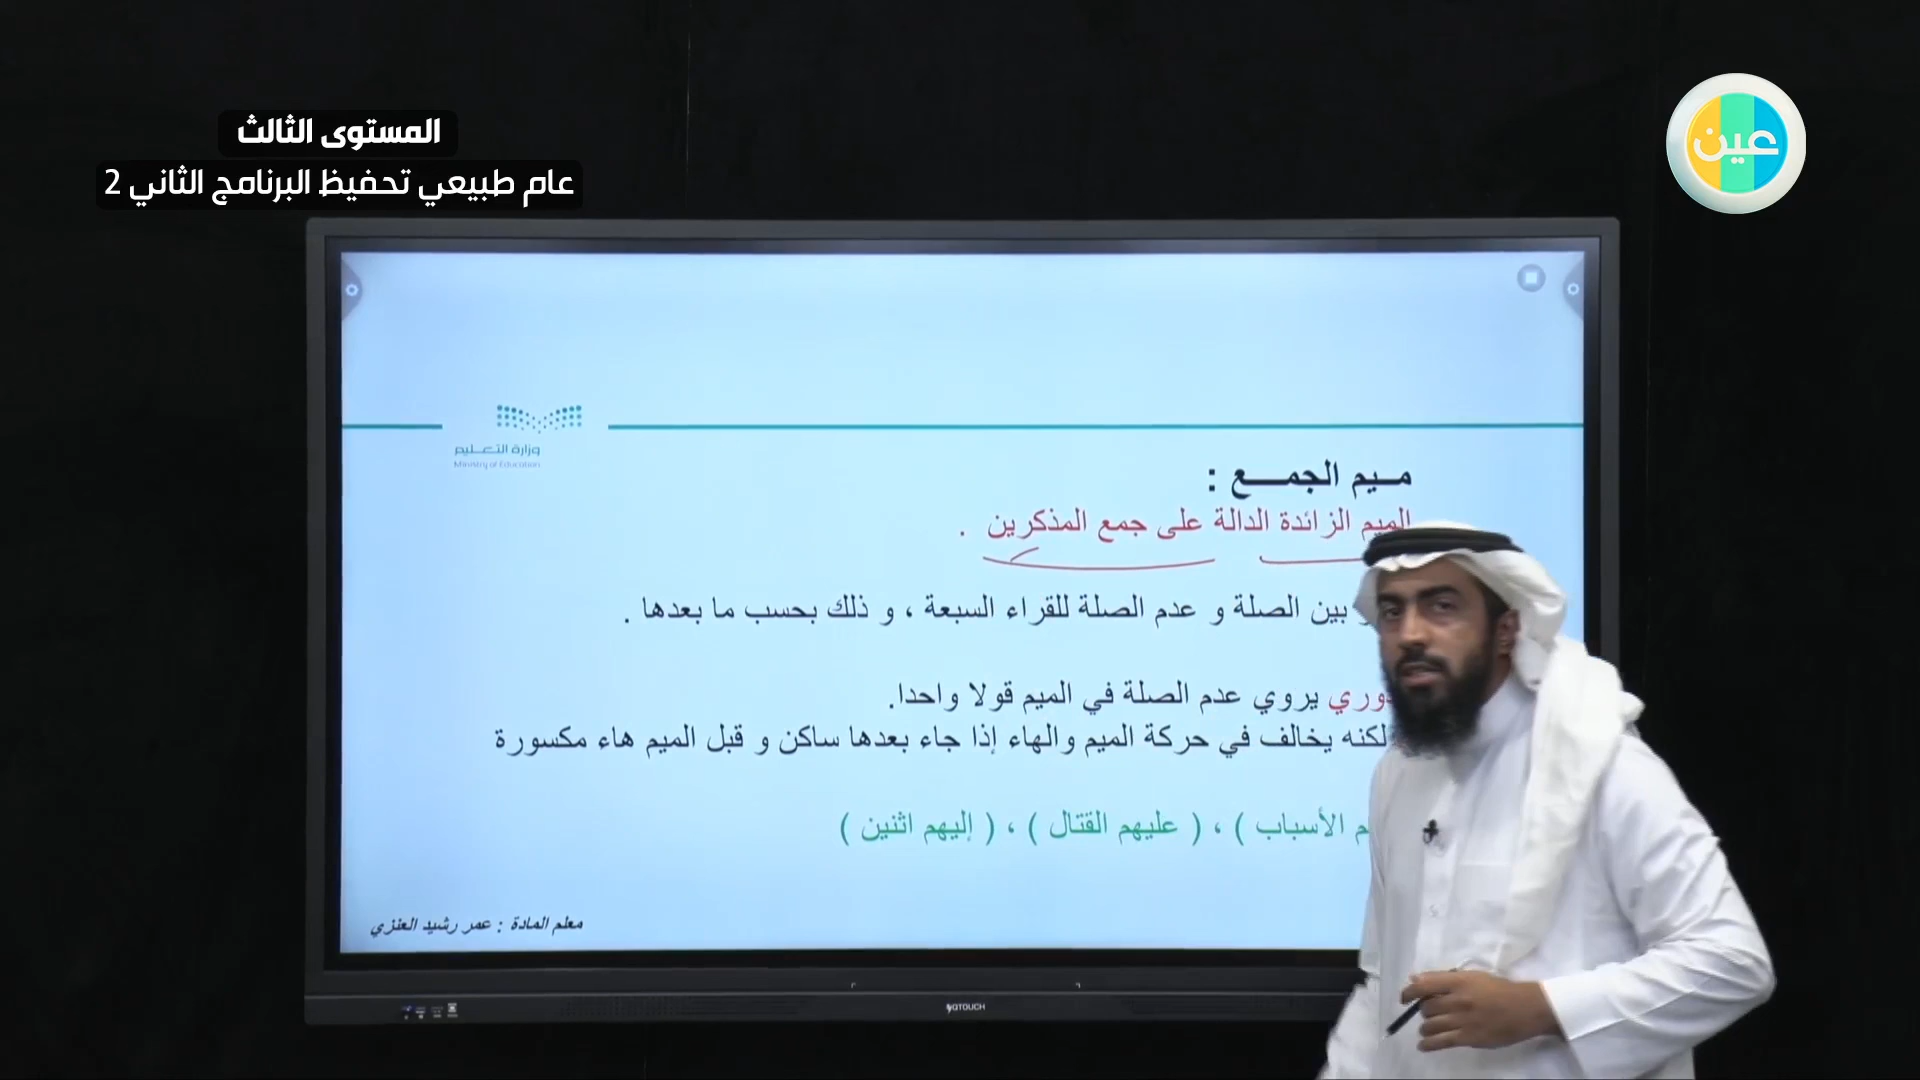 المستوى الثالث
عام طبيعي تحفيظ البرنامج الثاني 2
عين
وزارة التعليم
Ministry of Education
ميم الجمع :
الميم الزائدة الدالة على جمع المذكرين .
بين الصلة و عدم الصلة للقراء السبعة ، و ذلك بحسب ما بعدها .
يروي عدم الصلة في الميم قولا واحدا.
لكنه يخالف في حركة الميم والهاء إذا جاء بعدها ساكن و قبل الميم هاء مكسورة
الأسباب ) ، ( عليهم القتال ) ، ( إليهم اثنين )
معلم المادة : عمر رشيد العنزي
QTOUCH